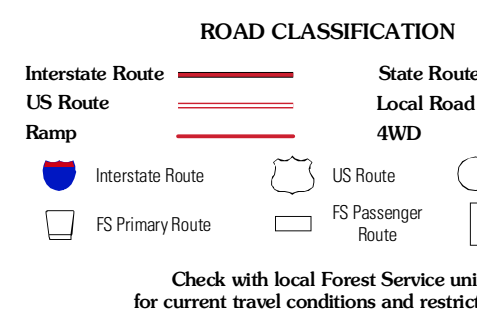 ROAD CLASSIFICATION
Interstate Route State Route
US Route Local Road
Ramp 4WD
Interstate Route US Route
FS Primary Route FS Passenger
Route
Check with local Forest Service uni
for current travel conditions and restrict